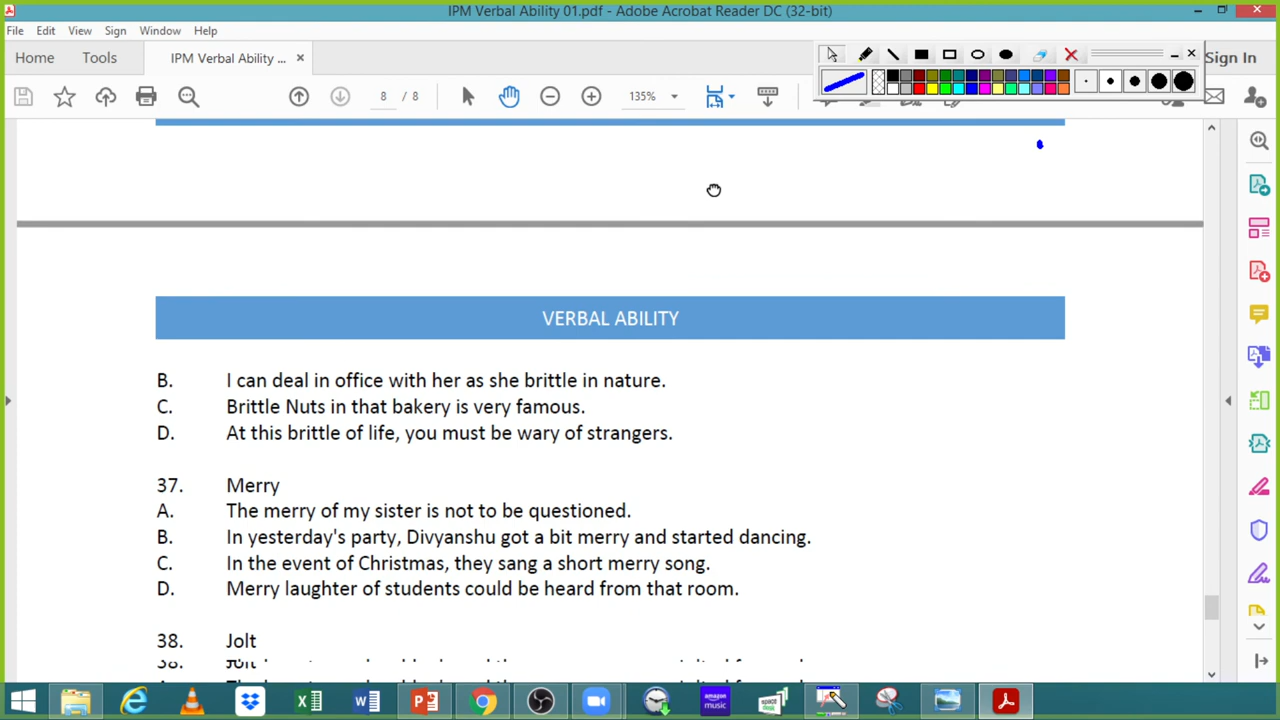 IPM Verbal Ability 01.pdf - Adobe Acrobat Reader DC (32-bit)
File Edit View Sign Window Help
Home Tools IPM Verbal Ability ... × Sign In
8 / 8 135%
VERBAL ABILITY
B. I can deal in office with her as she brittle in nature.
C. Brittle Nuts in that bakery is very famous.
D. At this brittle of life, you must be wary of strangers.
37. Merry
A. The merry of my sister is not to be questioned.
B. In yesterday's party, Divyanshu got a bit merry and started dancing.
C. In the event of Christmas, they sang a short merry song.
D. Merry laughter of students could be heard from that room.
38. Jolt
38. Jolt
amazon
music